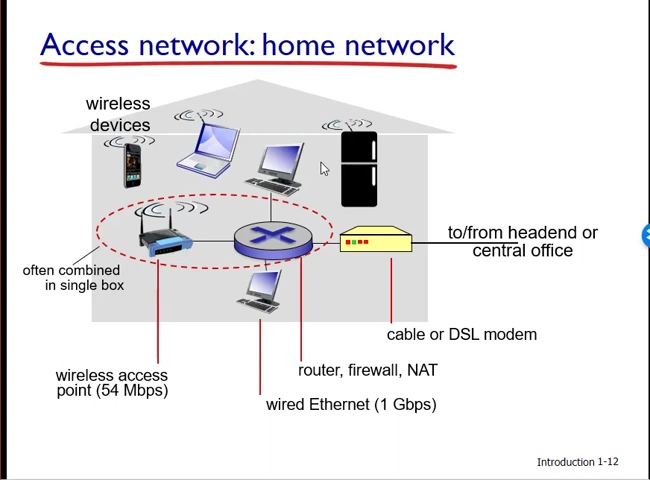 Access network: home network
wireless
devices
to/from headend or
central office
often combined
in single box
cable or DSL modem
wireless access
point (54 Mbps)
router, firewall, NAT
wired Ethernet (1 Gbps)
Introduction 1-12